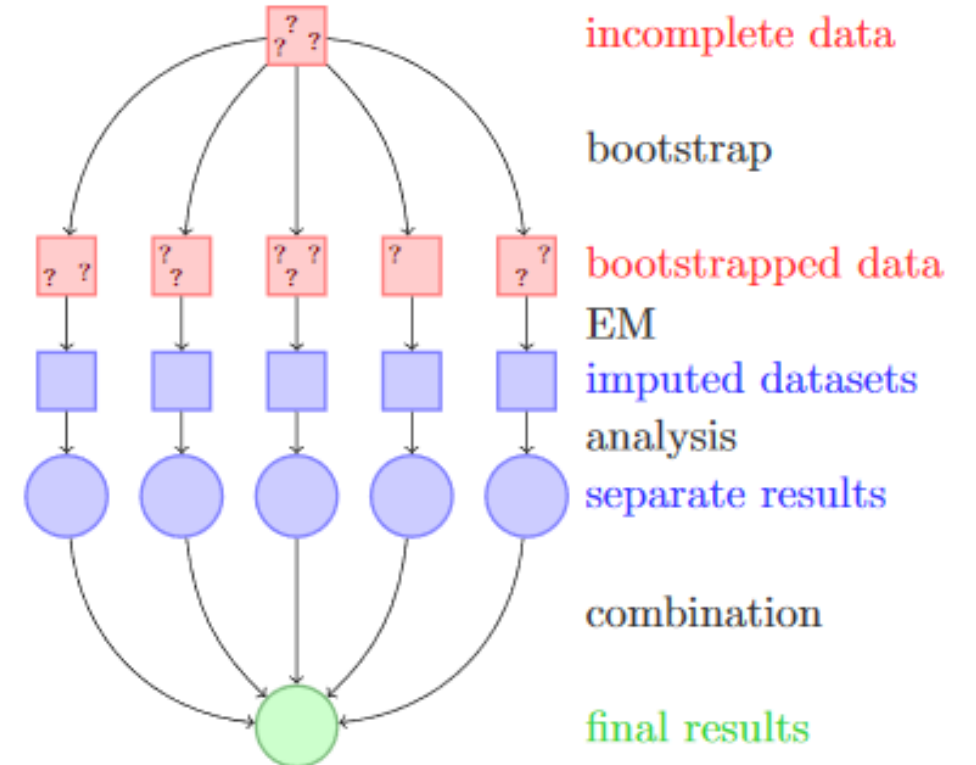 ? ? ?
incomplete data
bootstrap
? ? ? ? ? ? ? ? ? ?
bootstrapped data
EM
imputed datasets
analysis
separate results
combination
final results